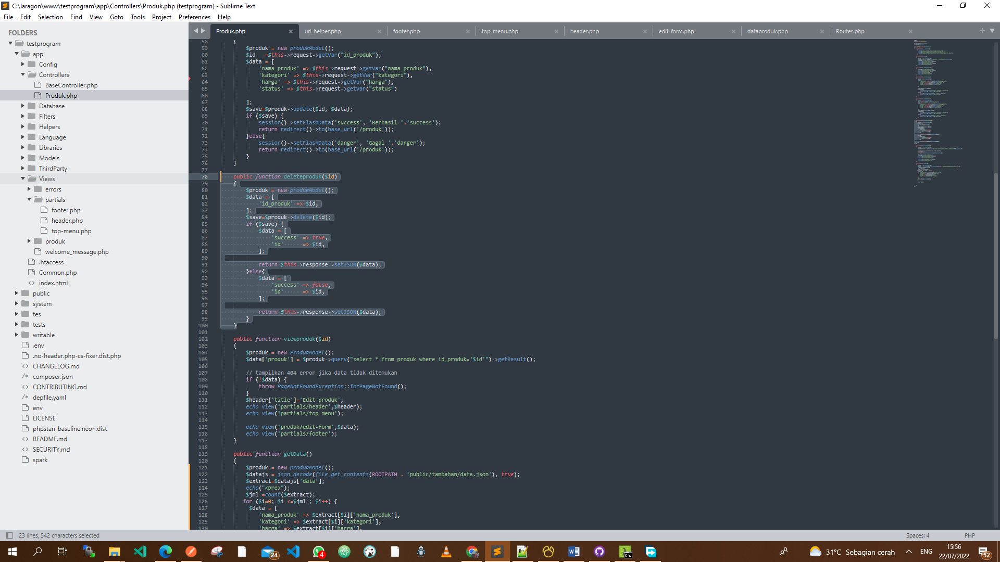 C:\laragon\www\testprogram\app\Controllers\Produk.php (testprogram) - Sublime Text
File Edit Selection Find View Goto Tools Project Preferences Help
FOLDERS
testprogram
app
Config
Controllers
BaseController.php
Produk.php
Database
Filters
Helpers
Language
Libraries
Models
ThirdParty
Views
errors
partials
footer.php
header.php
top-menu.php
produk
welcome_message.php
.htaccess
Common.php
index.html
public
system
tes
tests
writable
.env
.no-header.php-cs-fixer.dist.php
CHANGELOG.md
composer.json
CONTRIBUTING.md
depfile.yaml
env
LICENSE
phpstan-baseline.neon.dist
README.md
SECURITY.md
spark
Produk.php url_helper.php footer.php top-menu.php header.php edit-form.php dataproduk.php Routes.php
58 {
59 $produk = new produkModel();
60 $id =$this->request->getVar("id_produk");
61 $data = [
62 'nama_produk' => $this->request->getVar("nama_produk"),
63 'kategori' => $this->request->getVar("kategori"),
64 'harga' => $this->request->getVar("harga"),
65 'status' => $this->request->getVar("status")
66
67 ];
68 $save=$produk->update($id, $data);
69 if ($save) {
70 session()->setFlashData('success', 'Berhasil '.'success');
71 return redirect()->to(base_url('/produk'));
72 }else{
73 session()->setFlashData('danger', 'Gagal '.'danger');
74 return redirect()->to(base_url('/produk'));
75 }
76 }
77
78 public function deleteproduk($id)
79 {
80 $produk = new produkModel();
81 $data = [
82 'id_produk' => $id,
83 ];
84 $save=$produk->delete($id);
85 if ($save) {
86 $data = [
87 'success' => true,
88 'id' => $id,
89 ];
90
91 return $this->response->setJSON($data);
92 }else{
93 $data = [
94 'success' => false,
95 'id' => $id,
96 ];
97
98 return $this->response->setJSON($data);
99 }
100 }
101
102 public function viewproduk($id)
103 {
104 $produk = new ProdukModel();
105 $data['produk'] = $produk->query("select * from produk where id_produk='$id'")->getResult();
106
107 // tampilkan 404 error jika data tidak ditemukan
108 if (!$data) {
109 throw PageNotFoundException::forPageNotFound();
110 }
111 $header['title']='Edit produk';
112 echo view('partials/header',$header);
113 echo view('partials/top-menu');
114
115 echo view('produk/edit-form',$data);
116 echo view('partials/footer');
117 }
118
119 public function getData()
120 {
121 $produk = new produkModel();
122 $datajs = json_decode(file_get_contents(ROOTPATH . 'public/tambahan/data.json'), true);
123 $extract=$datajs['data'];
124 echo("<pre>");
125 $jml =count($extract);
126 for ($i=0; $i <=$jml ; $i++) {
127 $data = [
128 'nama_produk' => $extract[$i]['nama_produk'],
129 'kategori' => $extract[$i]['kategori'],
130 'harga' => $extract[$i]['harga'],
23 lines, 542 characters selected
Spaces: 4 PHP
24
4
31°C Sebagian cerah
ENG
15:56
22/07/2022
52